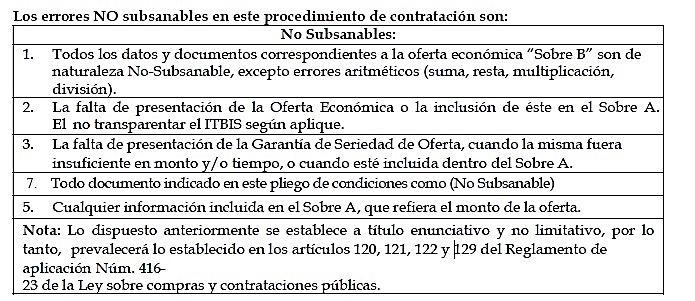 Los errores NO subsanables en este procedimiento de contratación son:
No Subsanables:
1. Todos los datos y documentos correspondientes a la oferta económica “Sobre B” son de
naturaleza No-Subsanable, excepto errores aritméticos (suma, resta, multiplicación,
división).
2. La falta de presentación de la Oferta Económica o la inclusión de éste en el Sobre A.
El no transparentar el ITBIS según aplique.
3. La falta de presentación de la Garantía de Seriedad de Oferta, cuando la misma fuera
insuficiente en monto y/o tiempo, o cuando esté incluida dentro del Sobre A.
7. Todo documento indicado en este pliego de condiciones como (No Subsanable)
5. Cualquier información incluida en el Sobre A, que refiera el monto de la oferta.
Nota: Lo dispuesto anteriormente se establece a título enunciativo y no limitativo, por lo
tanto, prevalecerá lo establecido en los artículos 120, 121, 122 y 129 del Reglamento de
aplicación Núm. 416-
23 de la Ley sobre compras y contrataciones públicas.